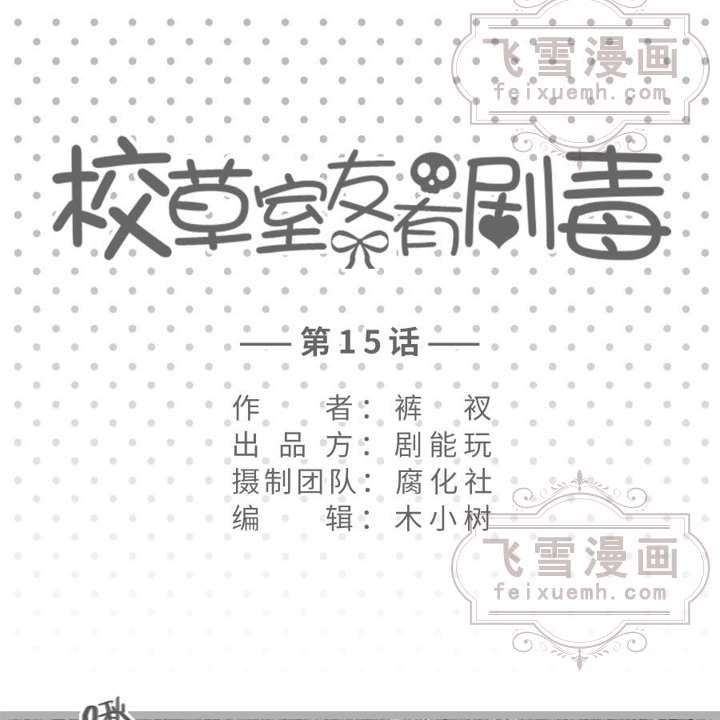 飞雪漫画
feixuemh.com
校草室友有剧毒
第15话
作者：裤衩
出品方：剧能玩
摄制团队：腐化社
编辑：木小树
飞雪漫画
feixuemh.com